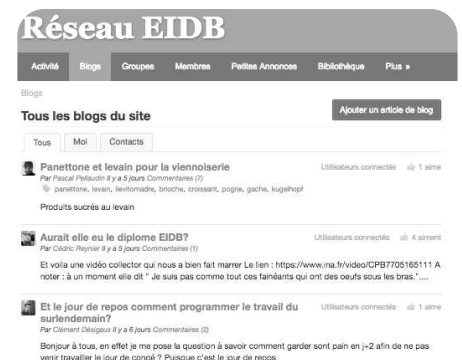 Réseau EIDB
Activité Blogs Groupes Membres Petites Annonces Bibliothèque Plus »
Blogs
Tous les blogs du site
Ajouter un article de blog
Tous Moi Contacts
Panettone et levain pour la viennoiserie
Utilisateurs connectés 1 aime
Par Pascal Pellaudin Il y a 5 jours Commentaires (7)
panettone, levain, levitomadre, brioche, croissant, pogne, gache, kugelhopf
Produits sucrés au levain
Aurait elle eu le diplome EIDB?
Utilisateurs connectés 4 aiment
Par Cédric Reynier Il y a 5 jours Commentaires (1)
Et voila une vidéo collector qui nous a bien fait marrer Le lien : https://www.ina.fr/video/CPB7705165111 A
noter : à un moment elle dit " Je suis pas comme tout ces fainéants qui ont des oeufs sous les bras."....
Et le jour de repos comment programmer le travail du
surlendemain?
Utilisateurs connectés 1 aime
Par Clément Désigaux Il y a 6 jours Commentaires (2)
Bonjour à tous, en effet je me pose la question à savoir comment garder sont pain en j+2 afin de ne pas
venir travailler le jour de congé ? Puisque c'est le jour de repos